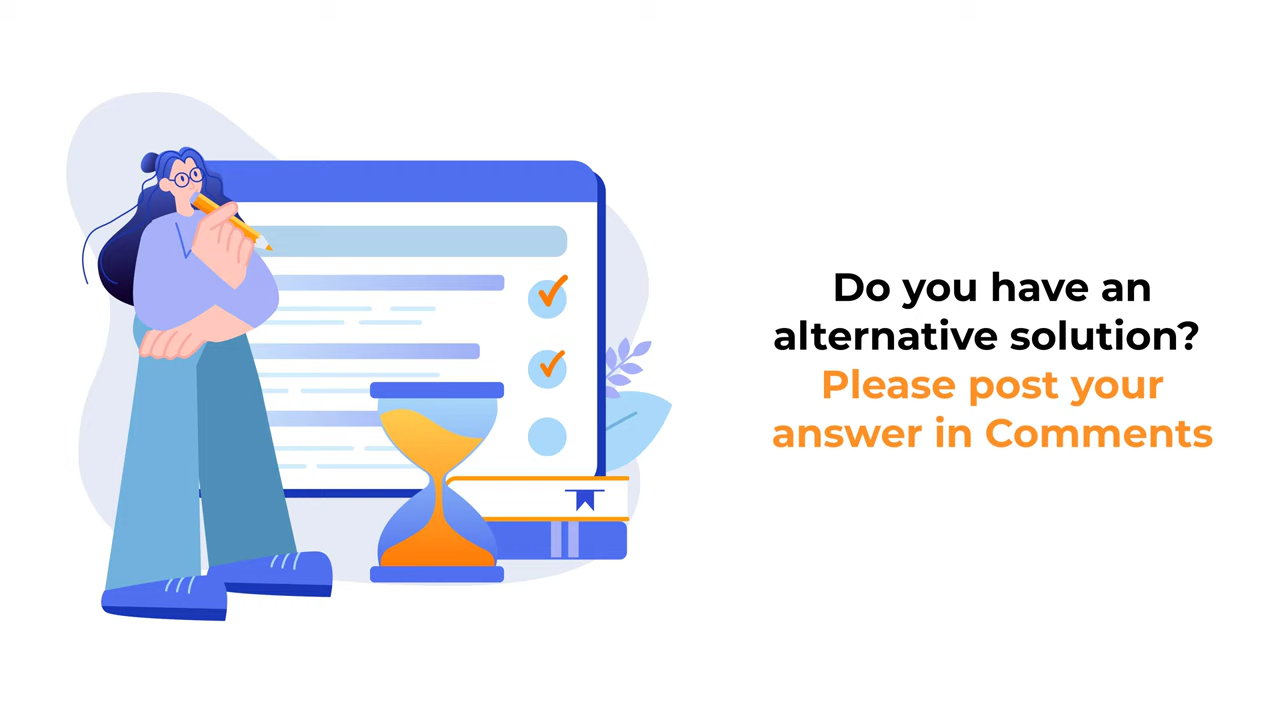 Do you have an
alternative solution?
Please post your
answer in Comments